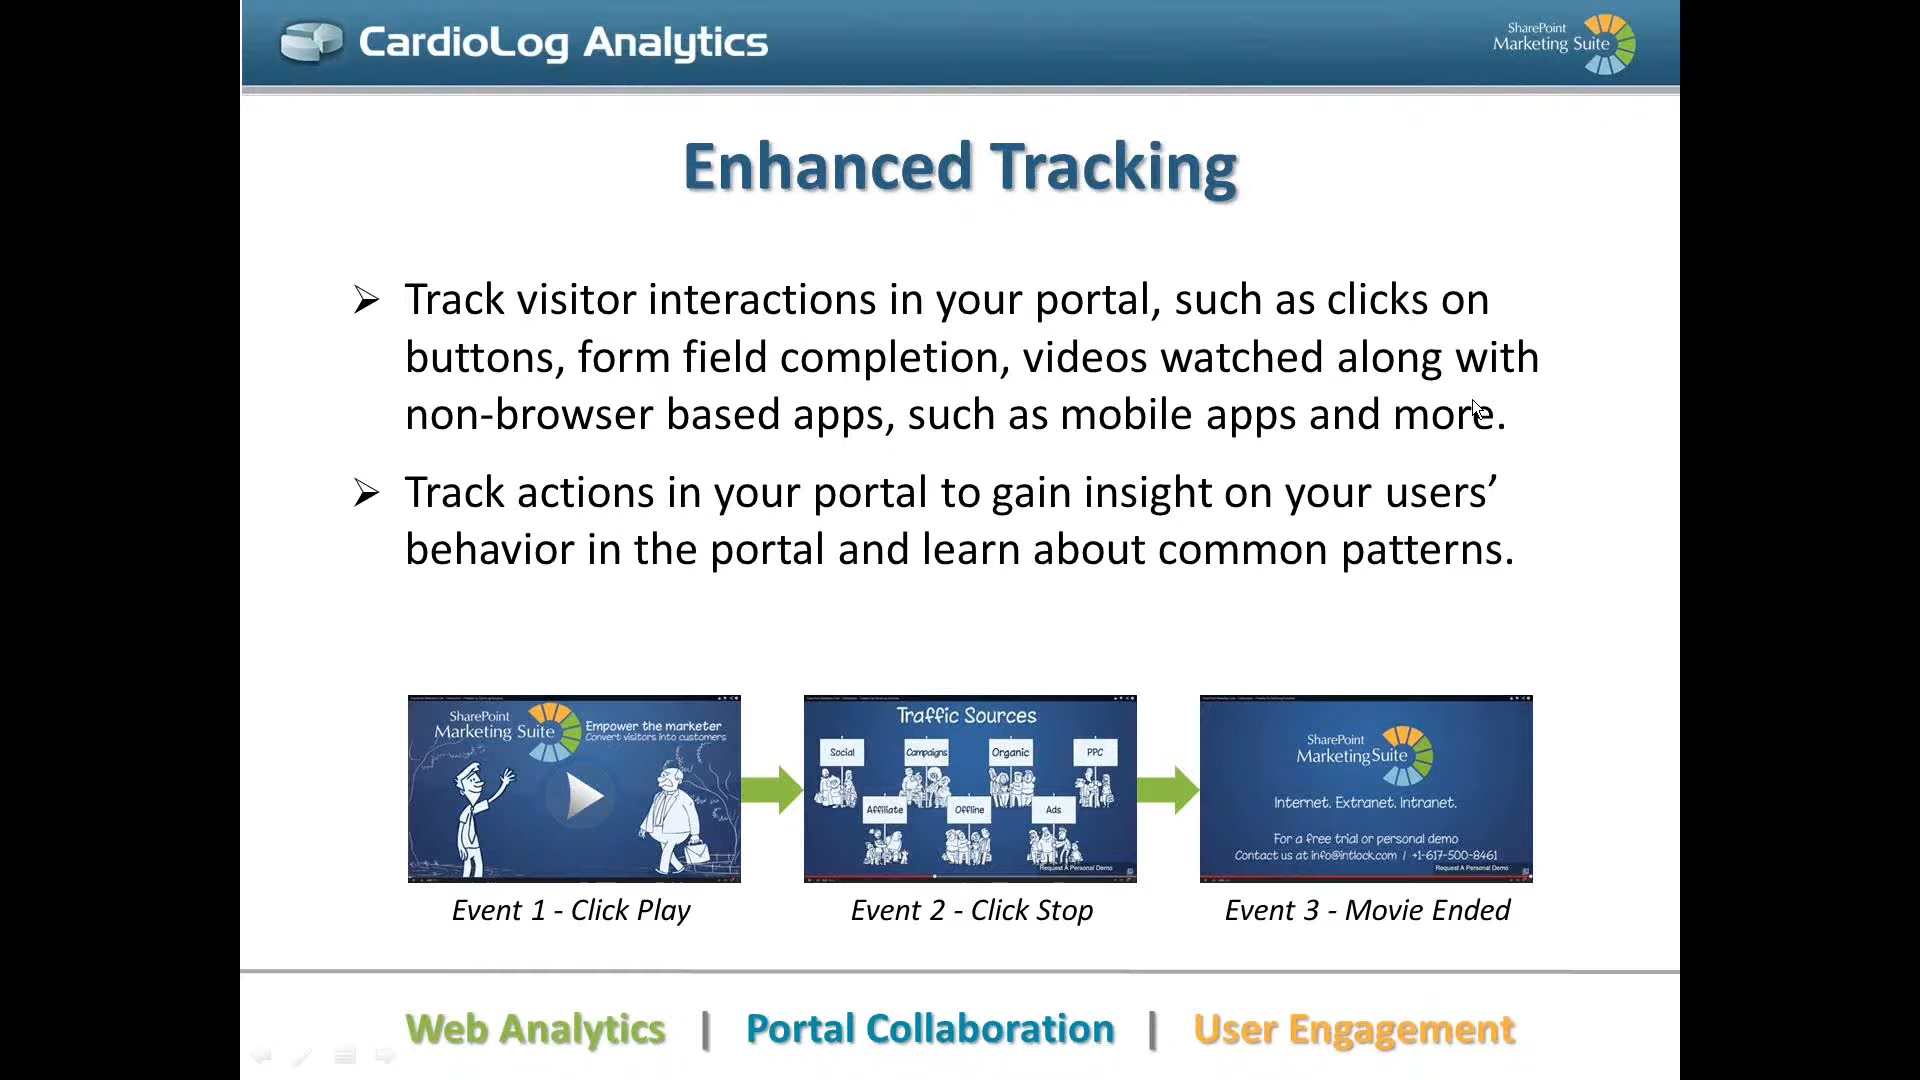 CardioLog Analytics
SharePoint
Marketing Suite
Enhanced Tracking
Track visitor interactions in your portal, such as clicks on
buttons, form field completion, videos watched along with
non-browser based apps, such as mobile apps and more.
Track actions in your portal to gain insight on your users’
behavior in the portal and learn about common patterns.
SharePoint
Marketing Suite
Empower the marketer
Convert visitors into customers
Traffic Sources
Social
Campaigns
Organic
PPC
Affiliate
Offline
Ads
Request A Personal Demo
SharePoint
Marketing Suite
Internet. Extranet. Intranet.
For a free trial or personal demo
Contact us at info@intlock.com / +1-617-500-8461
Request A Personal Demo
Event 1 - Click Play
Event 2 - Click Stop
Event 3 - Movie Ended
Web Analytics | Portal Collaboration | User Engagement